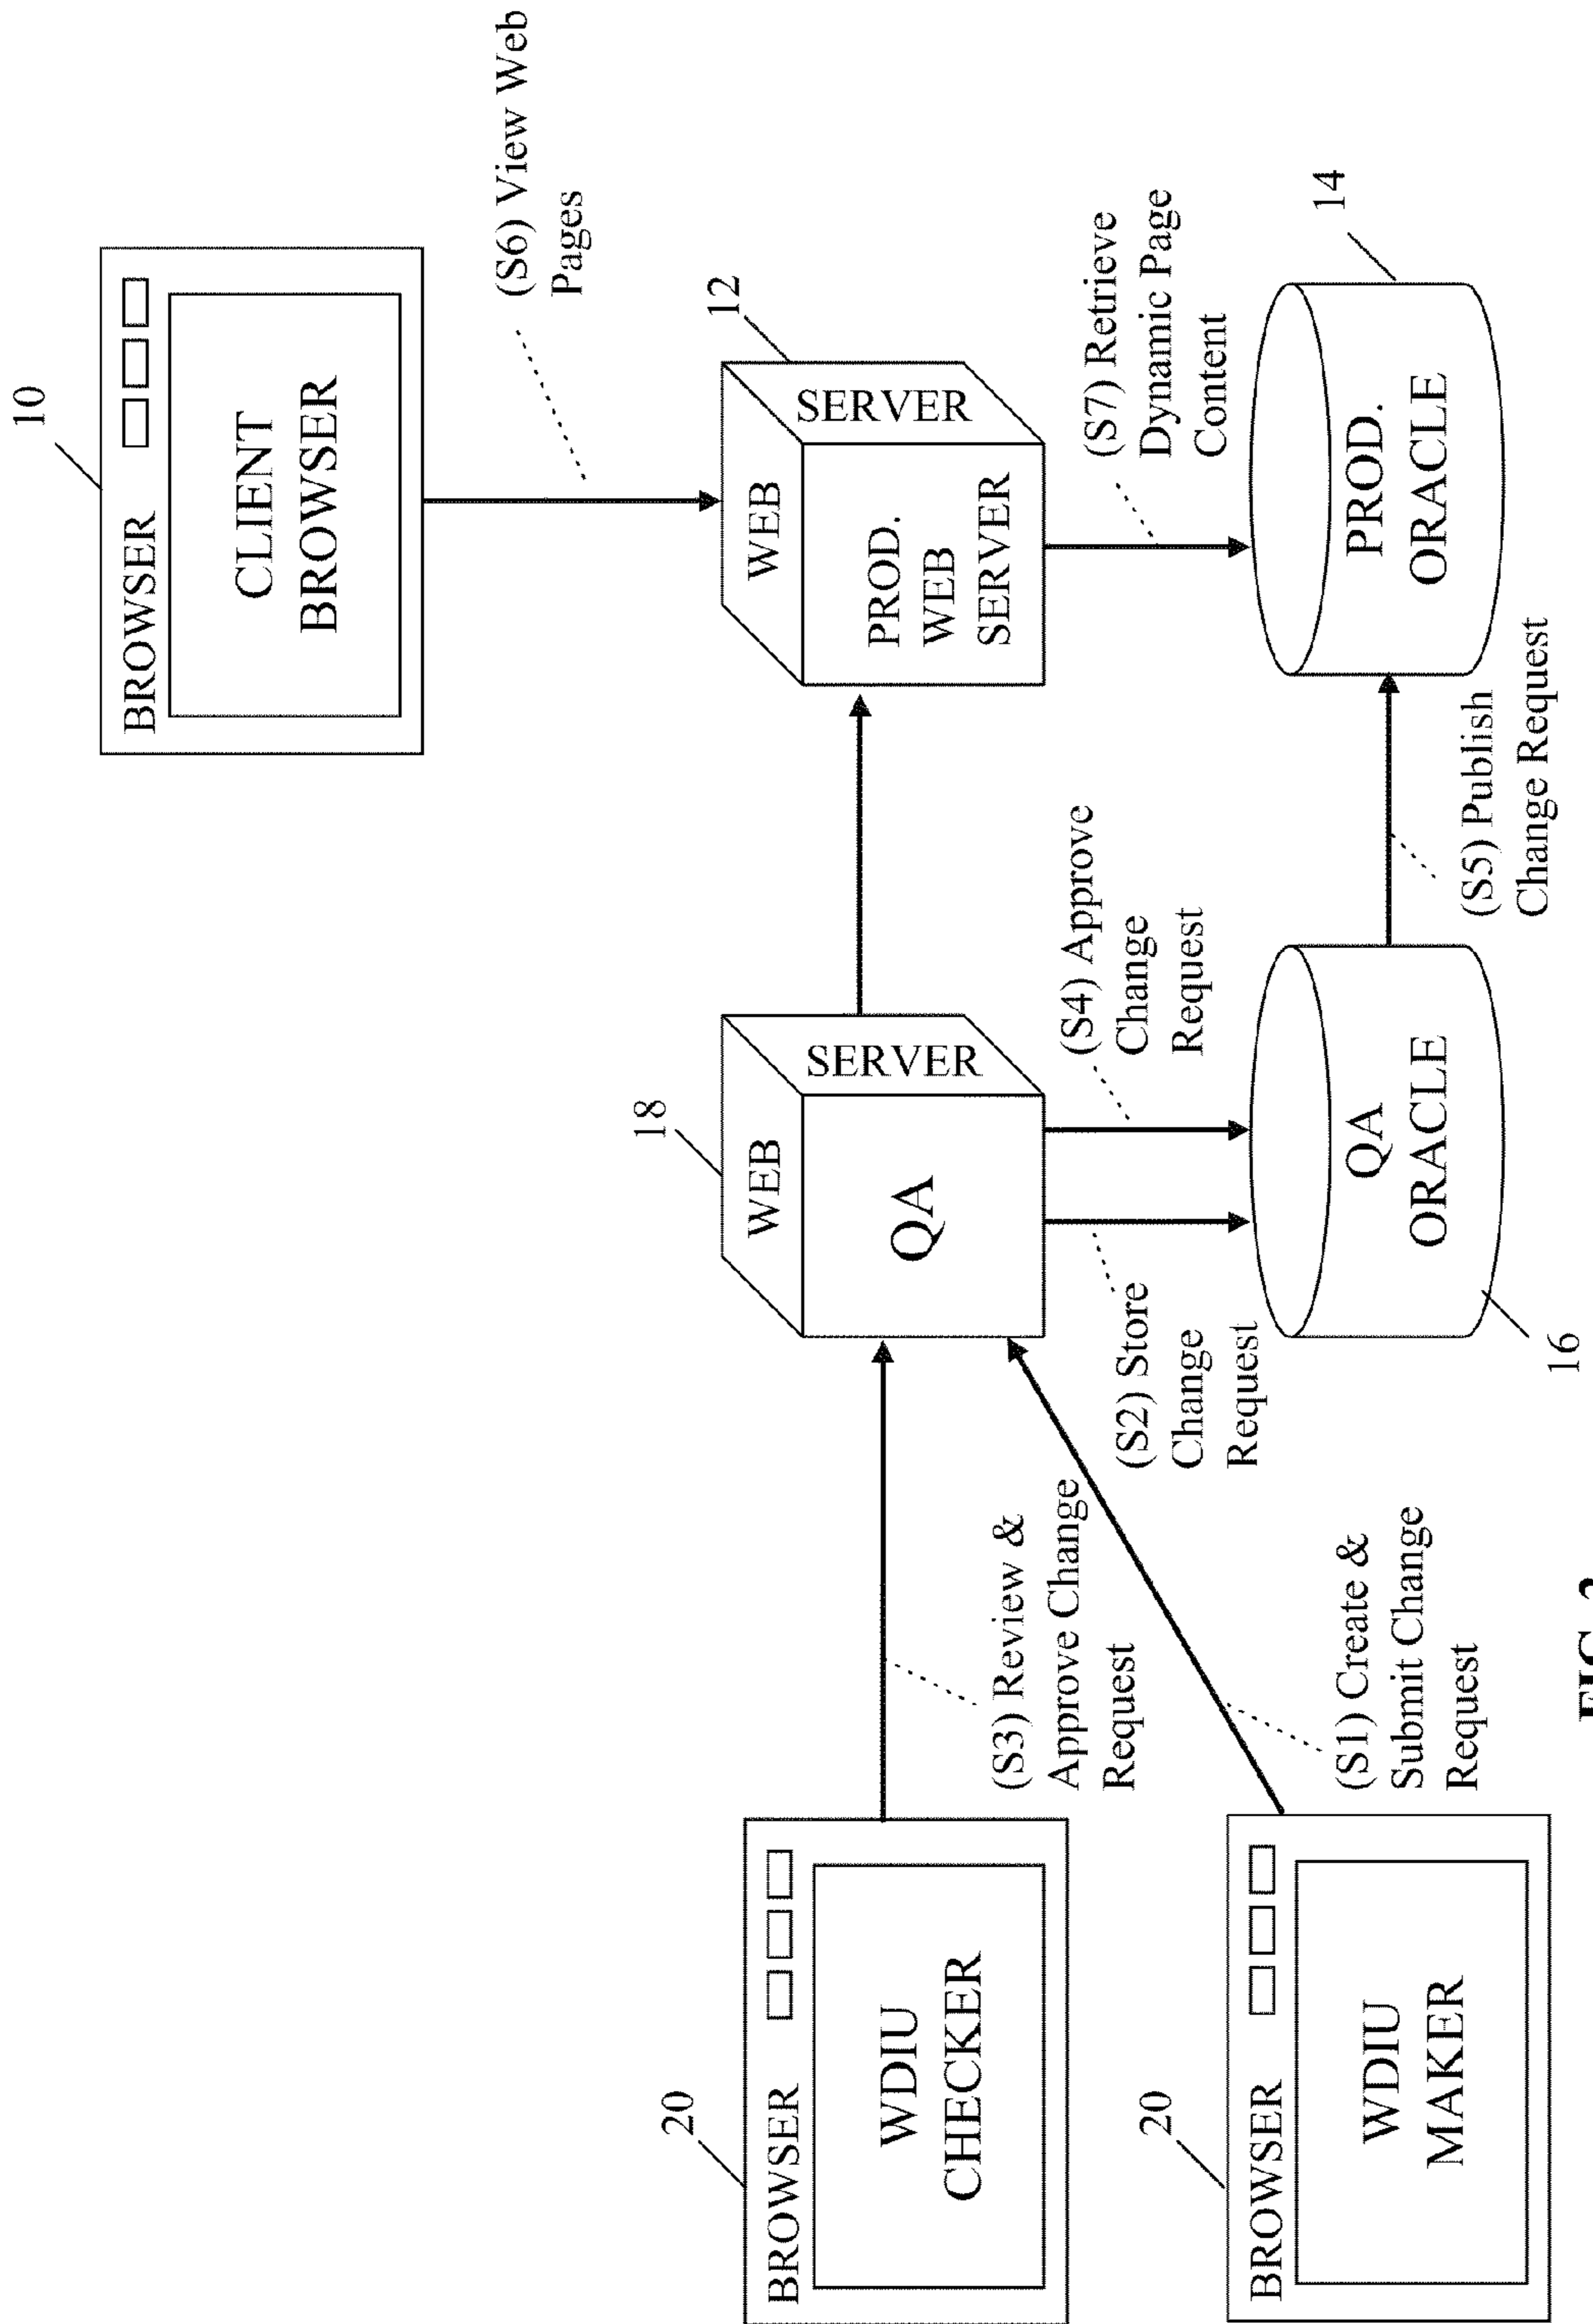 10
BROWSER
CLIENT
BROWSER
(S6) View Web
Pages
12
WEB
SERVER
PROD.
WEB
SERVER
(S7) Retrieve
Dynamic Page
Content
14
PROD.
ORACLE
18
WEB
SERVER
QA
(S4) Approve
Change
Request
(S2) Store
Change
Request
QA
ORACLE
16
(S5) Publish
Change Request
20
BROWSER
WDIU
CHECKER
(S3) Review &
Approve Change
Request
20
BROWSER
WDIU
MAKER
(S1) Create &
Submit Change
Request